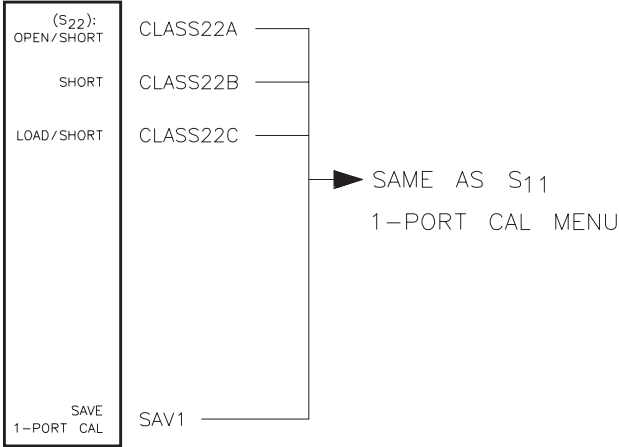 (S22):
OPEN/SHORT CLASS22A
SHORT CLASS22B
LOAD/SHORT CLASS22C
SAME AS S11
1-PORT CAL MENU
SAVE
1-PORT CAL SAV1